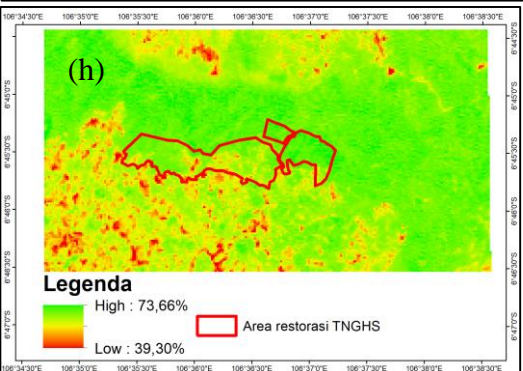 106°34'30"E 106°35'0"E 106°35'30"E 106°36'0"E 106°36'30"E 106°37'0"E 106°37'30"E 106°38'0"E 106°38'30"E
6°44'30"S
(h)
6°45'0"S 6°45'0"S
6°45'30"S 6°45'30"S
6°46'0"S 6°46'0"S
6°46'30"S 6°46'30"S
Legenda
High : 73,66%
Area restorasi TNGHS
6°47'0"S 6°47'0"S
Low : 39,30%
106°34'30"E 106°35'0"E 106°35'30"E 106°36'0"E 106°36'30"E 106°37'0"E 106°37'30"E 106°38'0"E 106°38'30"E